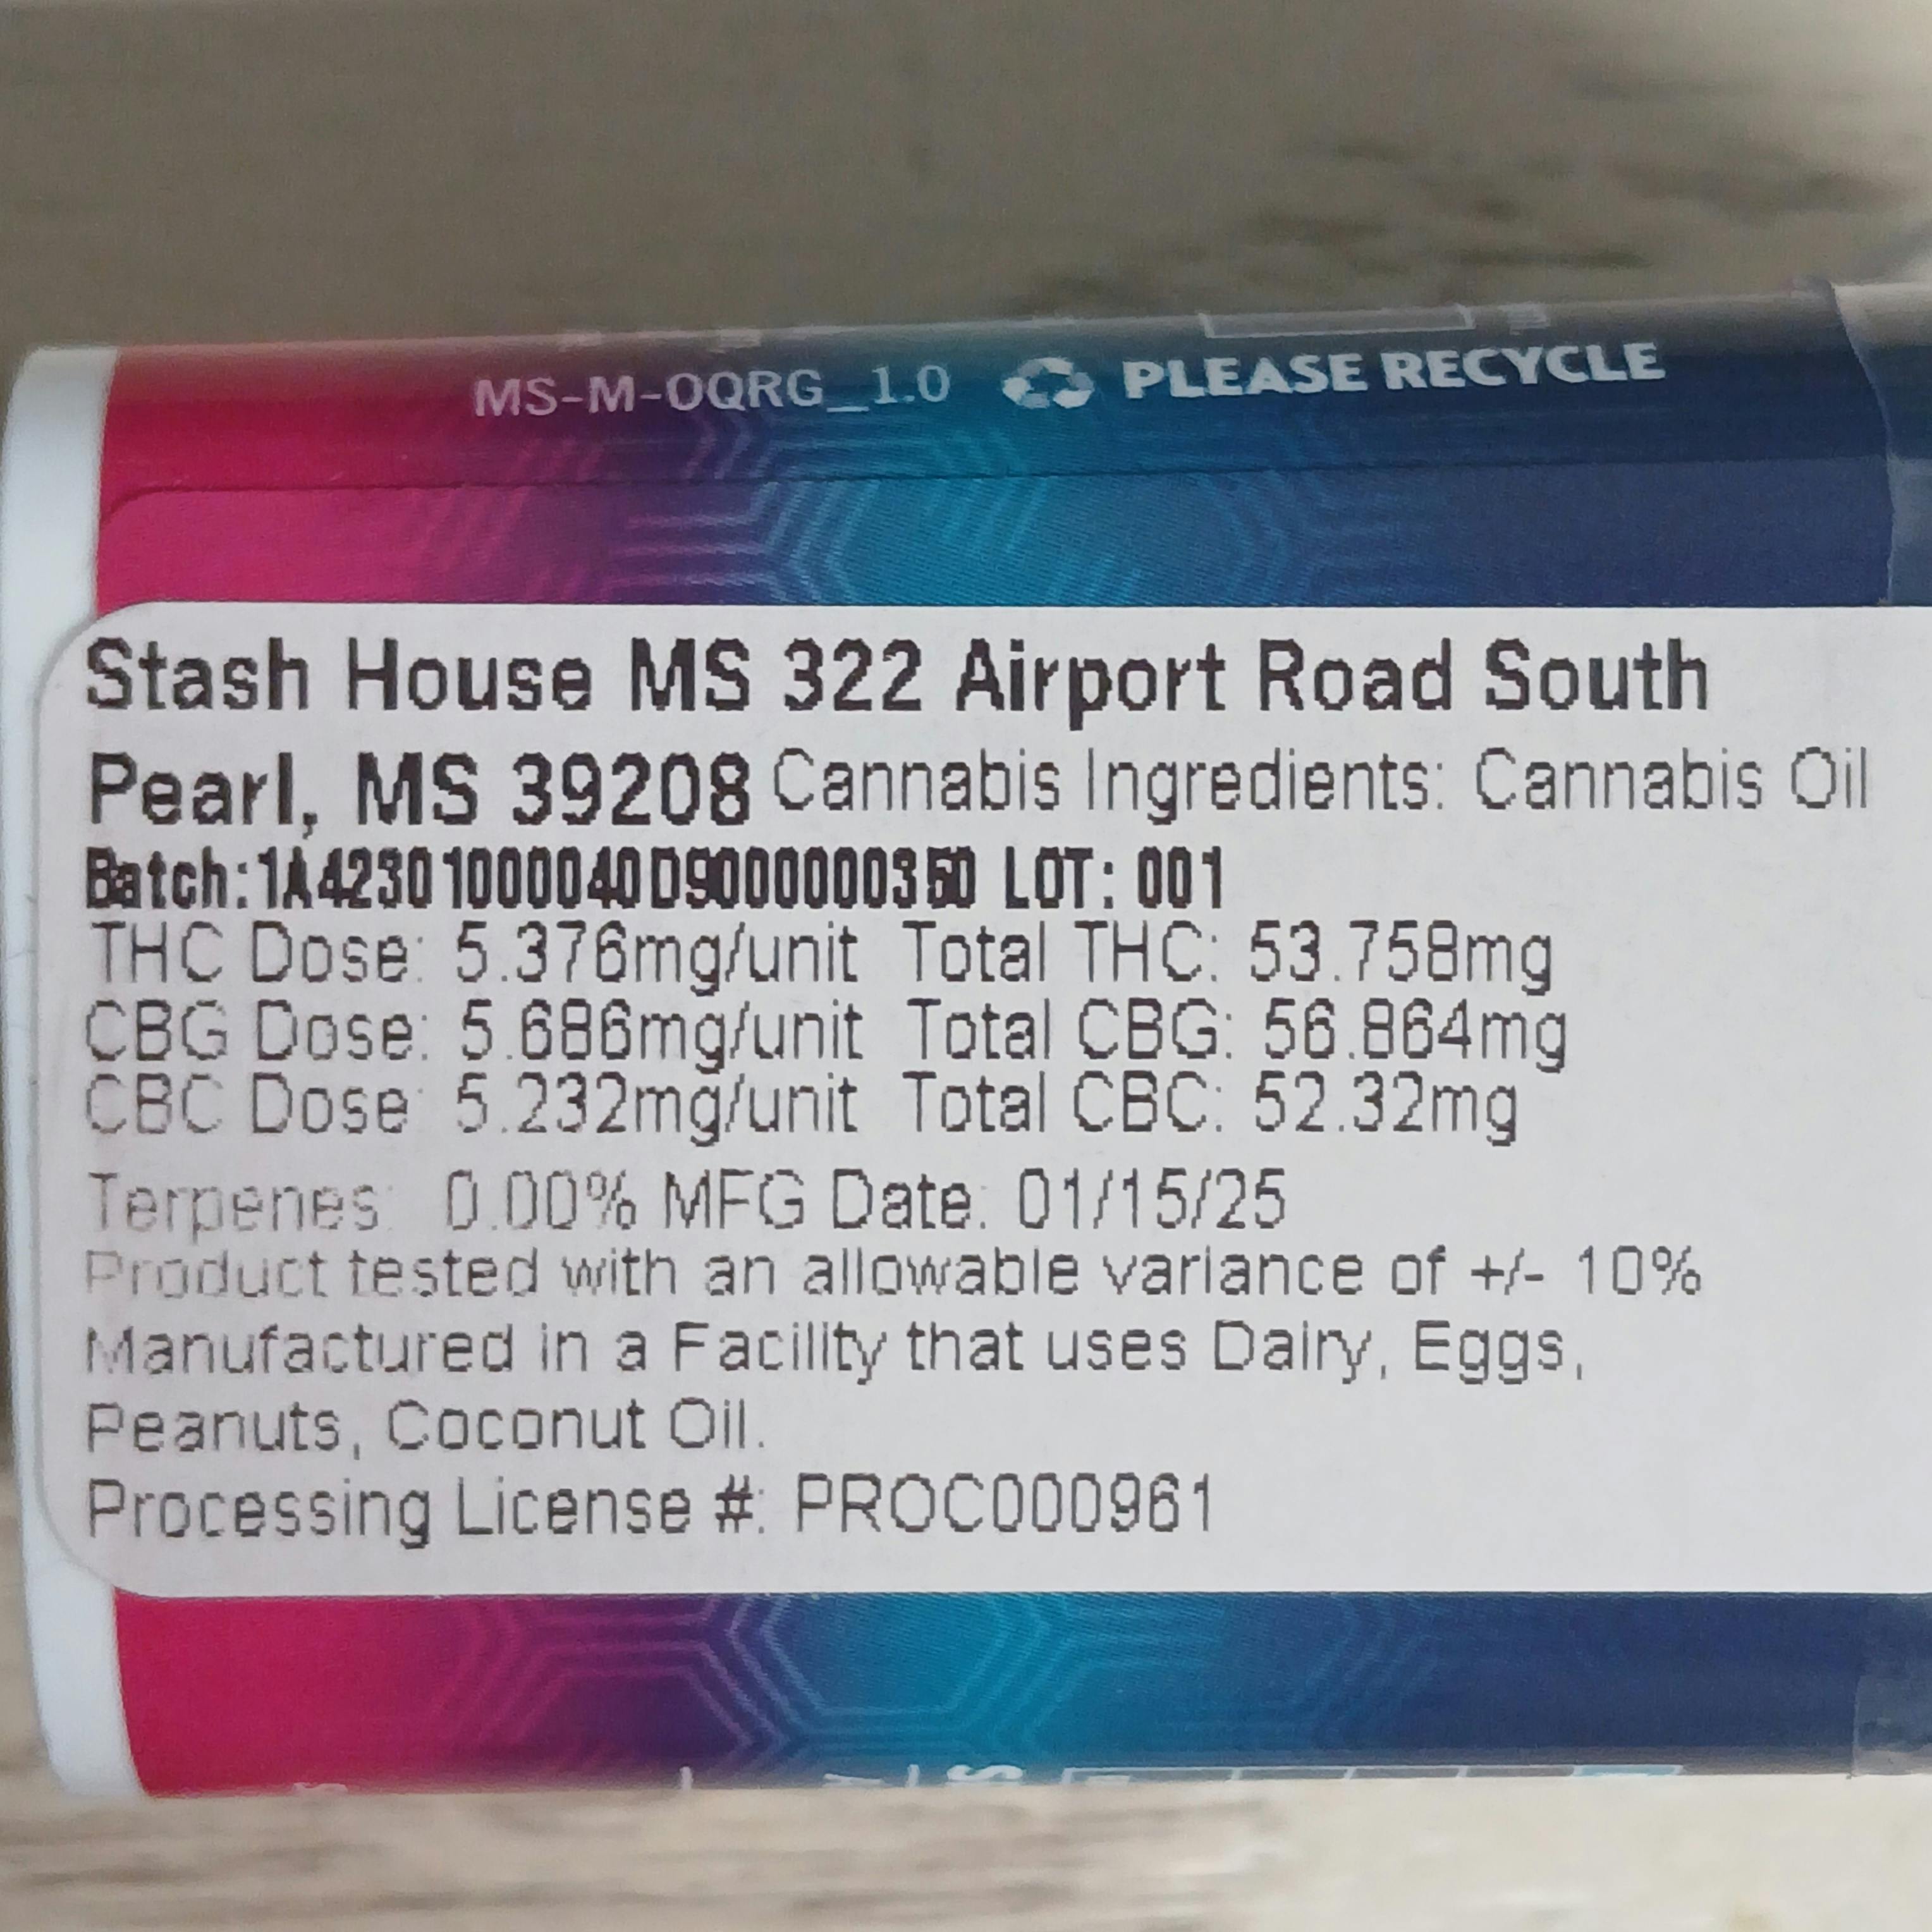 MS-M-OQRG_1.0 PLEASE RECYCLE
Stash House MS 322 Airport Road South
Pearl, MS 39208 Cannabis Ingredients: Cannabis Oil
Batch:1A42301000040D9000000350 LOT: 001
THC Dose: 5.376mg/unit Total THC: 53.758mg
CBG Dose: 5.686mg/unit Total CBG: 56.864mg
CBC Dose: 5.232mg/unit Total CBC: 52.32mg
Terpenes: 0.00% MFG Date: 01/15/25
Product tested with an allowable variance of +/- 10%
Manufactured in a Facility that uses Dairy, Eggs,
Peanuts, Coconut Oil.
Processing License #: PROC000961